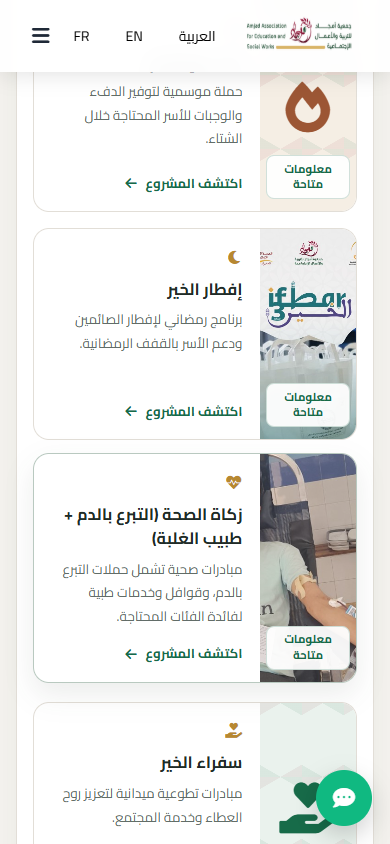 جمعية أمجاد
للتربية والأعمال
الإجتماعية
Amjad Association
for Education and
Social Works
العربية
EN
FR
حملة موسمية لتوفير الدفء
والوجبات للأسر المحتاجة خلال
الشتاء.
معلومات
متاحة
اكتشف المشروع
إفطار الخير
برنامج رمضاني لإفطار الصائمين
ودعم الأسر بالقفف الرمضانية.
معلومات
متاحة
اكتشف المشروع
زكاة الصحة (التبرع بالدم +
طبيب الغلبة)
مبادرات صحية تشمل حملات التبرع
بالدم، وقوافل وخدمات طبية
لفائدة الفئات المحتاجة.
معلومات
متاحة
اكتشف المشروع
سفراء الخير
مبادرات تطوعية ميدانية لتعزيز روح
العطاء وخدمة المجتمع.